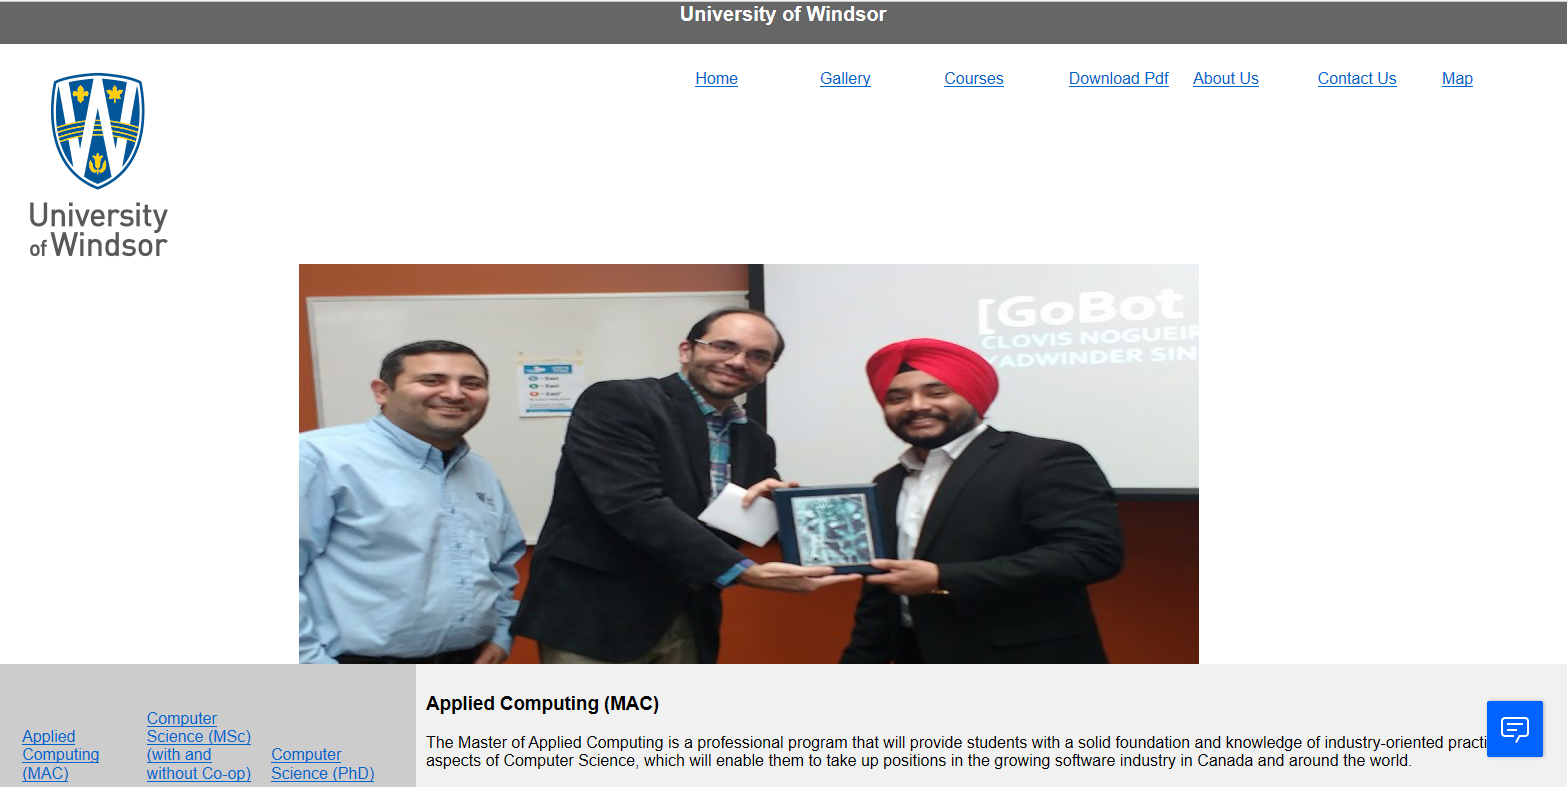 University of Windsor
Home Gallery Courses Download Pdf About Us Contact Us Map
University
of Windsor
[GoBot
CLOVIS NOGUEIR
YADWINDER SIN
Applied
Computing
(MAC)
Computer
Science (MSc)
(with and
without Co-op)
Computer
Science (PhD)
Applied Computing (MAC)
The Master of Applied Computing is a professional program that will provide students with a solid foundation and knowledge of industry-oriented practi
aspects of Computer Science, which will enable them to take up positions in the growing software industry in Canada and around the world.